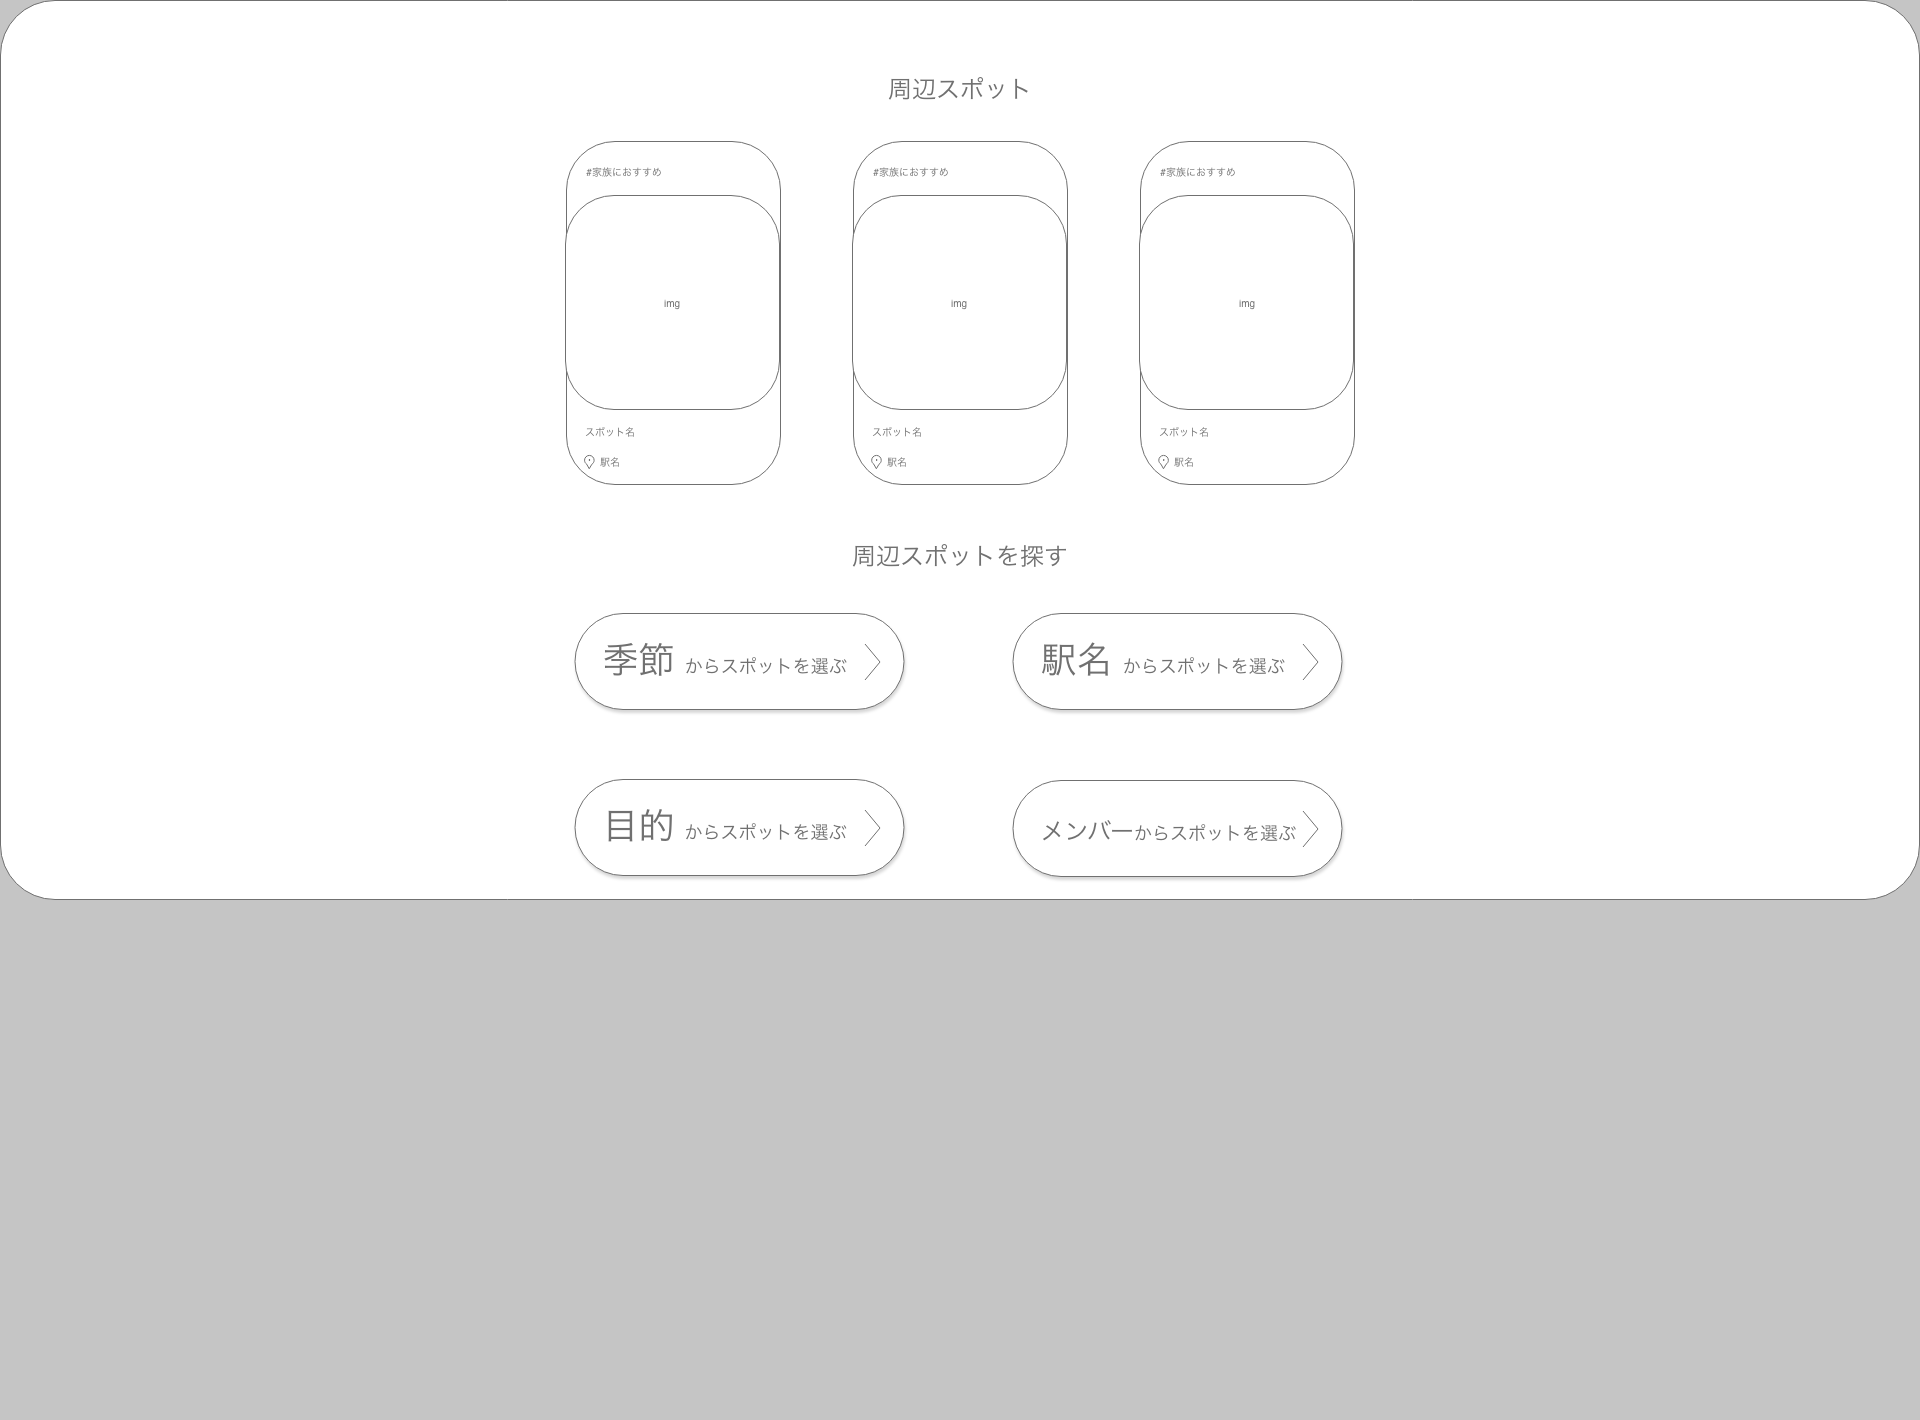 周辺スポット
#家族におすすめ
#家族におすすめ
#家族におすすめ
img
img
img
スポット名
スポット名
スポット名
駅名
駅名
駅名
周辺スポットを探す
季節 からスポットを選ぶ
駅名 からスポットを選ぶ
目的 からスポットを選ぶ
メンバーからスポットを選ぶ